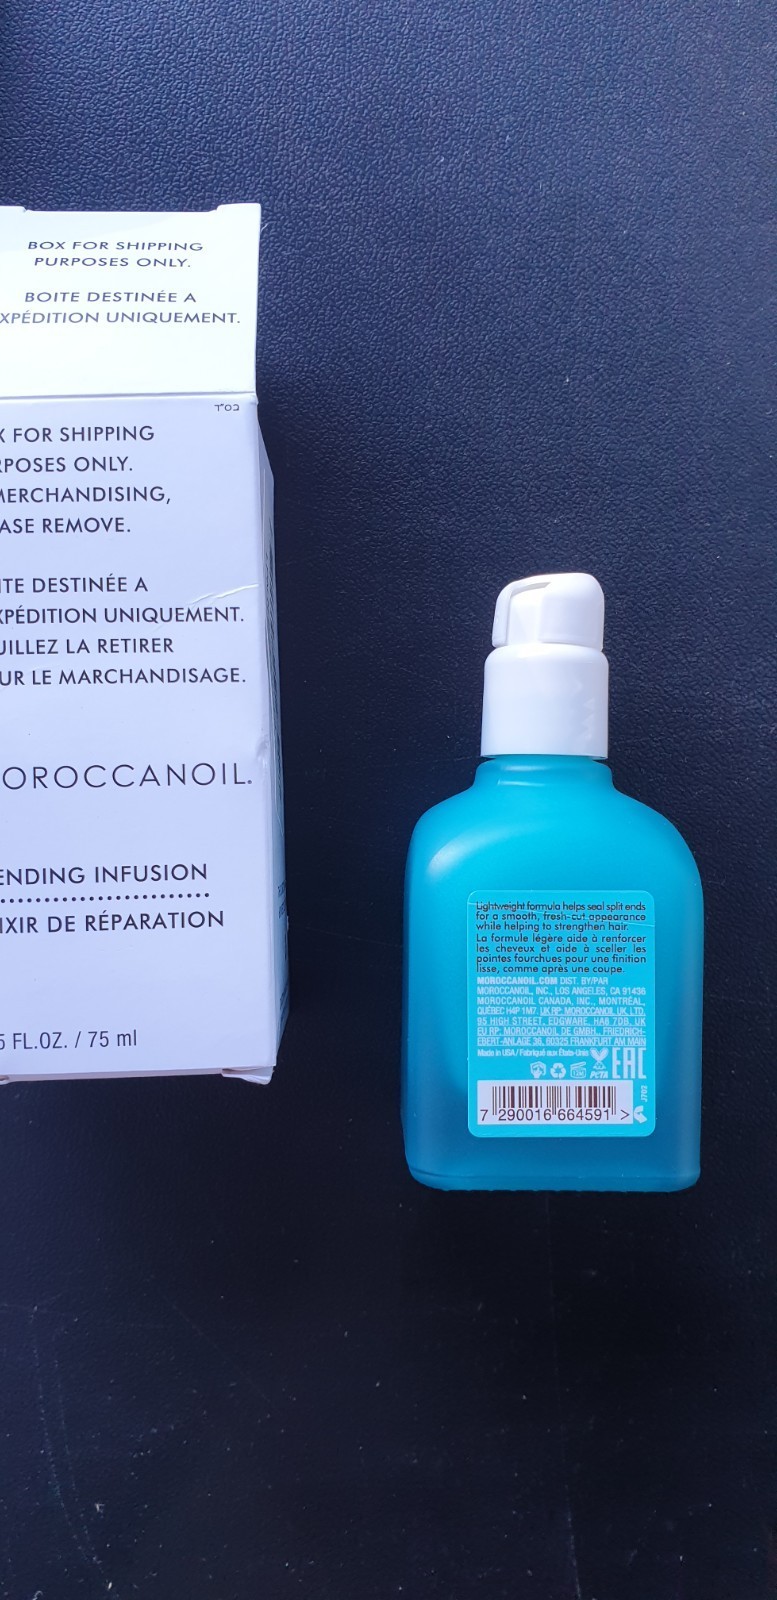 BOX FOR SHIPPING
PURPOSES ONLY.
BOITE DESTINÉE A
XPÉDITION UNIQUEMENT.
X FOR SHIPPING
RPOSES ONLY.
MERCHANDISING,
ASE REMOVE.
ITE DESTINÉE A
XPÉDITION UNIQUEMENT.
UILLEZ LA RETIRER
UR LE MARCHANDISAGE.
OROCCANOIL.
ENDING INFUSION
IXIR DE RÉPARATION
5 FL.OZ. / 75 ml
Lightweight formula helps seal split ends
for a smooth, fresh-cut appearance
while helping to strengthen hair.
La formule légère aide à renforcer
les cheveux et aide à sceller les
pointes fourchues pour une finition
lisse, comme après une coupe.
MOROCCANOIL.COM DIST. BY/PAR
MOROCCANOIL, INC., LOS ANGELES, CA 91436
MOROCCANOIL CANADA, INC., MONTRÉAL,
QUÉBEC H4P 1M7. UK RP: MOROCCANOIL UK, LTD.
95 HIGH STREET, EDGWARE, HA8 7DB, UK
EU RP: MOROCCANOIL DE GMBH., FRIEDRICH-
EBERT-ANLAGE 36, 60325 FRANKFURT AM MAIN
Made in USA / Fabriqué aux États-Unis
12M PETA EAC
7 290016 664591 >